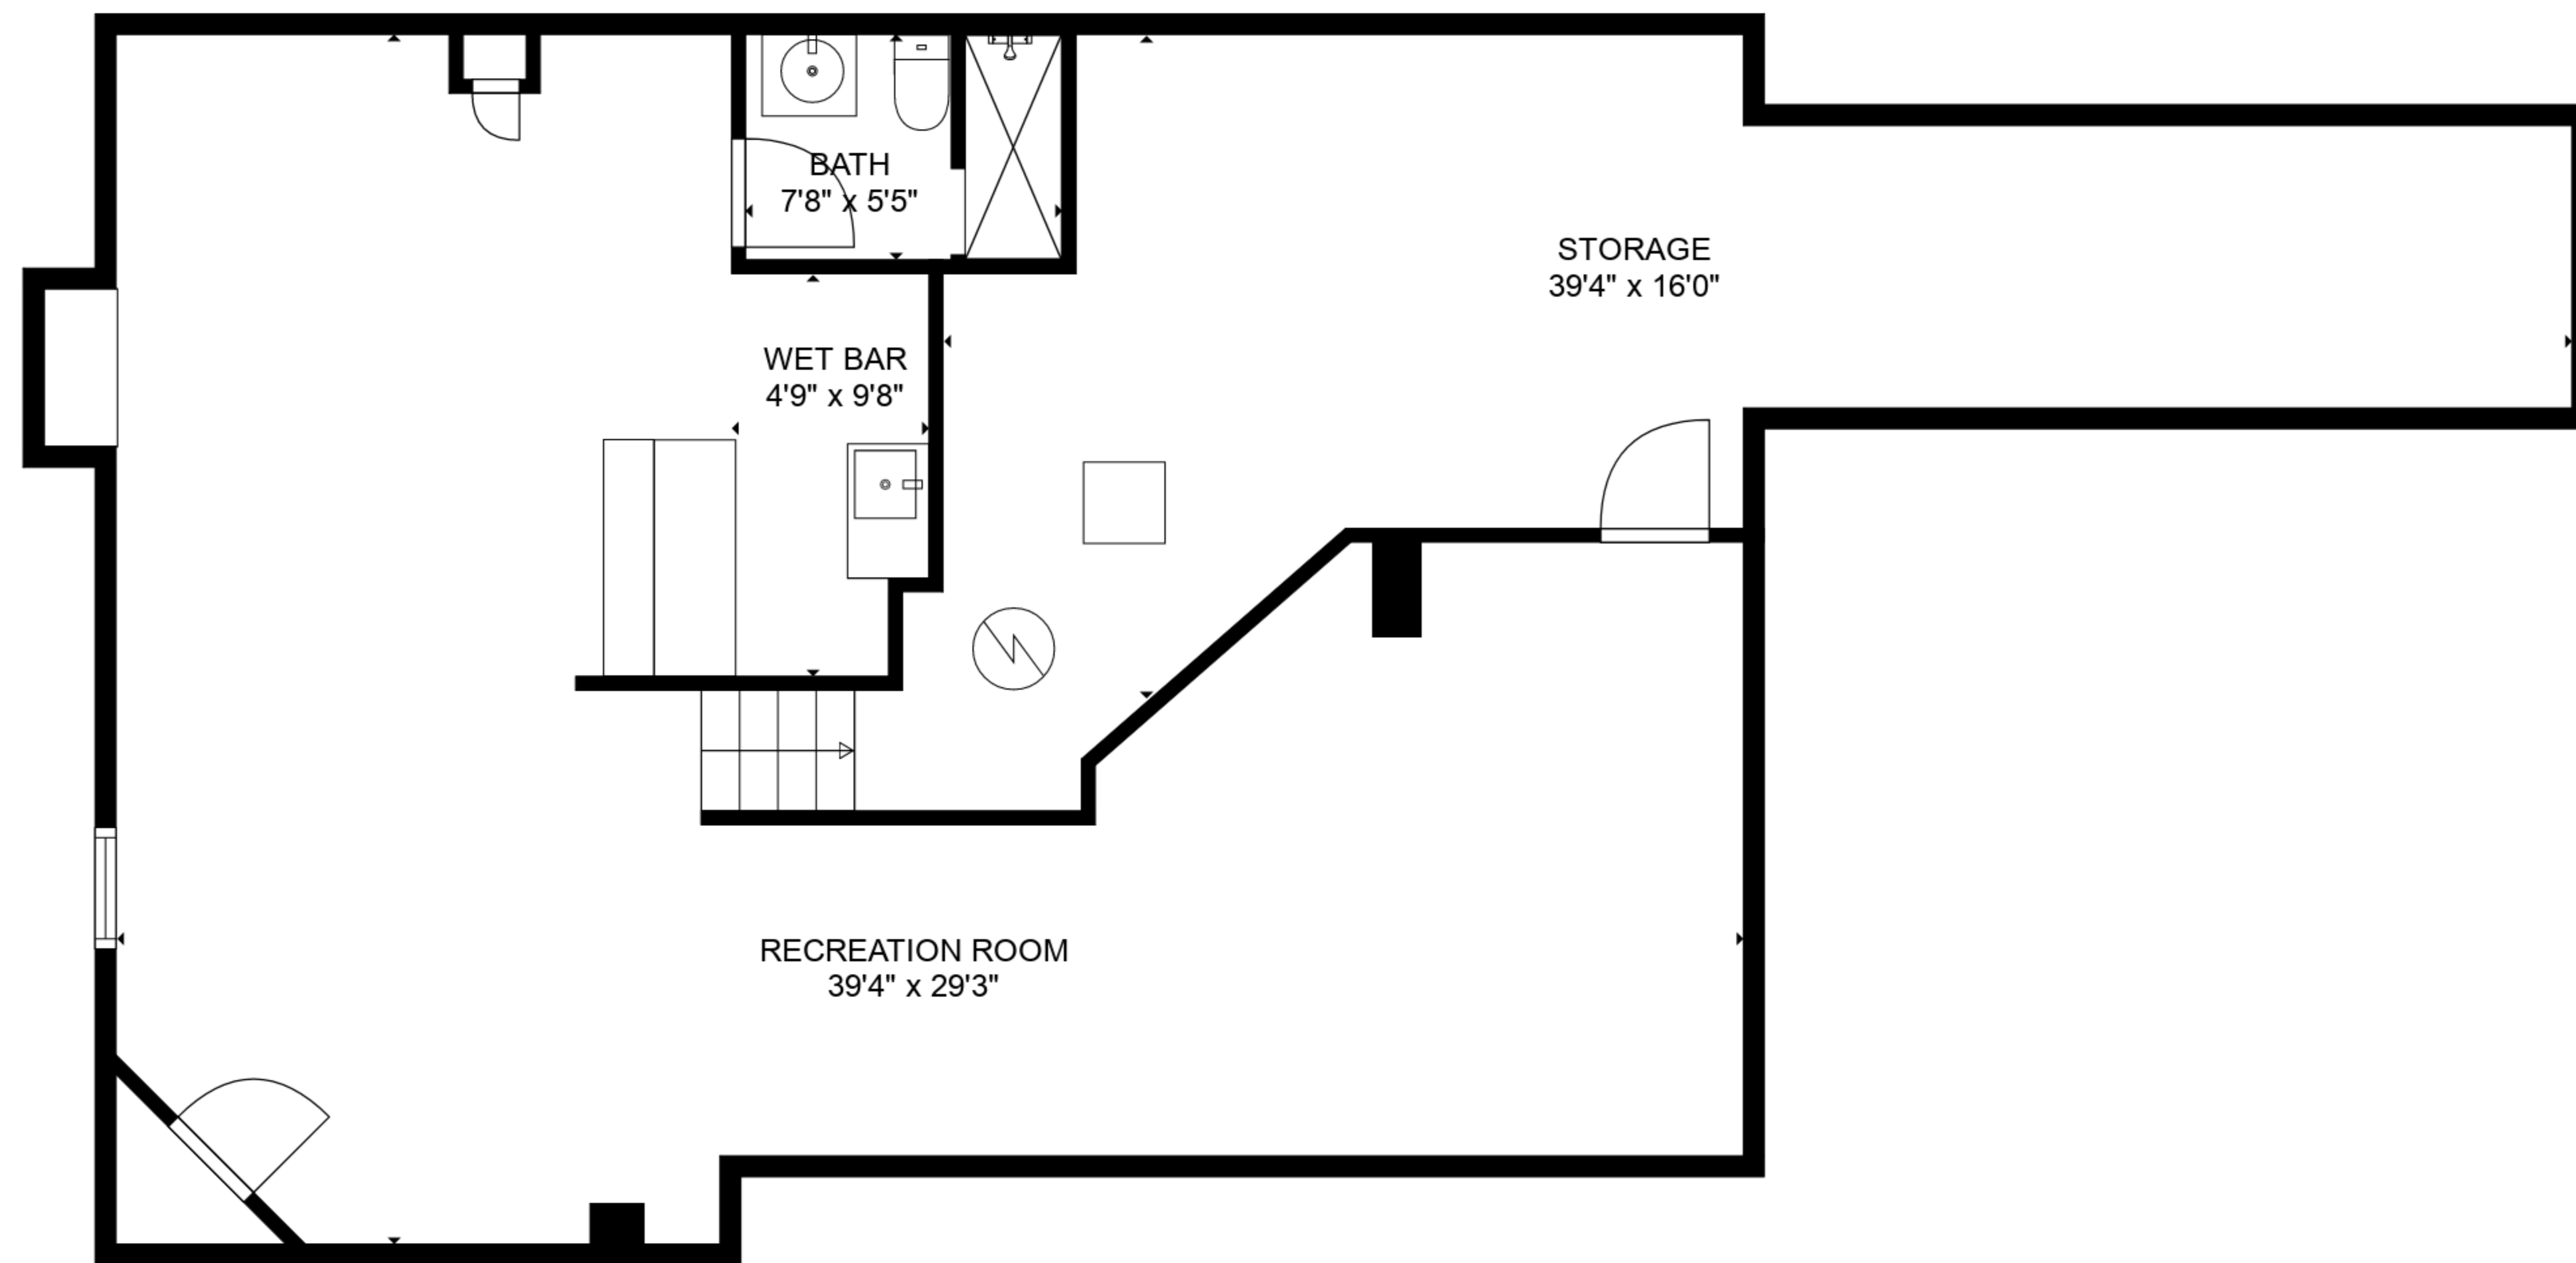 BATH
7'8" x 5'5"
STORAGE
39'4" x 16'0"
WET BAR
4'9" x 9'8"
RECREATION ROOM
39'4" x 29'3"